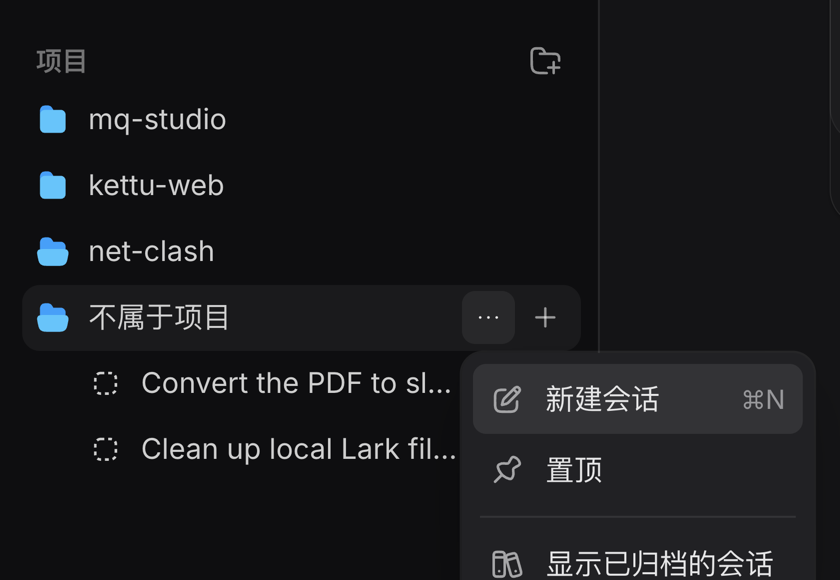 项目
mq-studio
kettu-web
net-clash
不属于项目
Convert the PDF to sl...
Clean up local Lark fil...
新建会话 ⌘N
置顶
显示已归档的会话